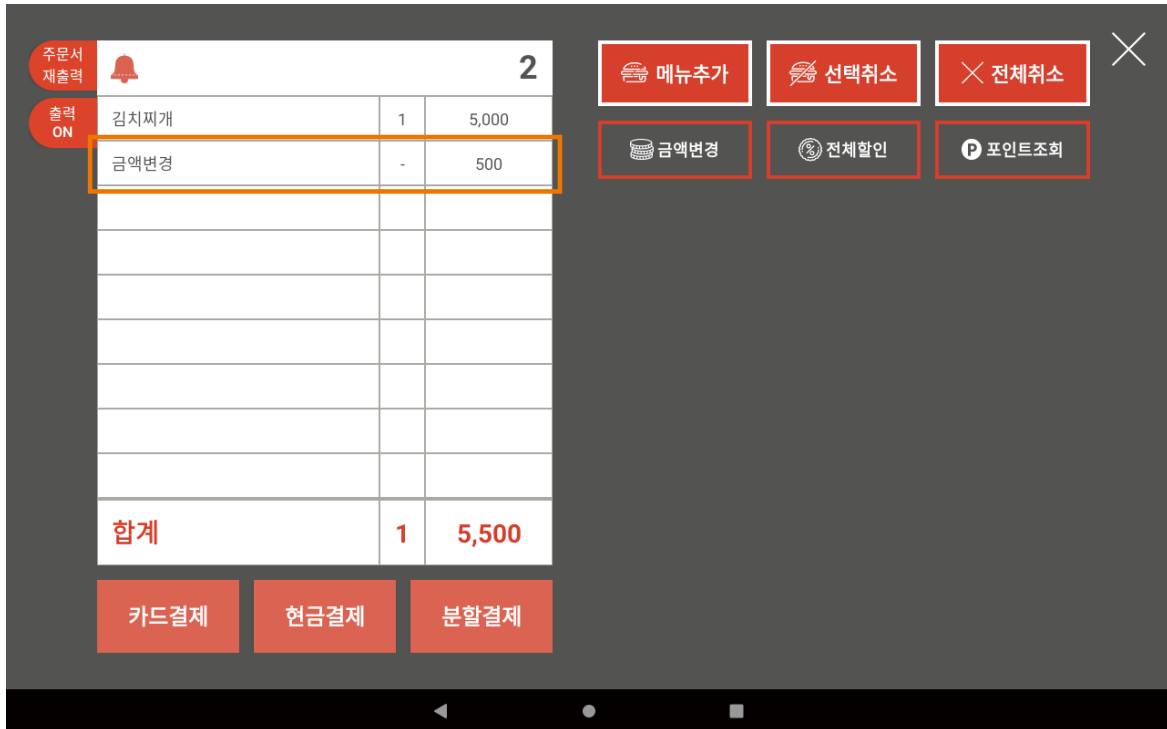 주문서
재출력
2
메뉴추가
선택취소
전체취소
출력
ON
김치찌개 1 5,000
금액변경
전체할인
P 포인트조회
금액변경 - 500
합계 1 5,500
카드결제
현금결제
분할결제